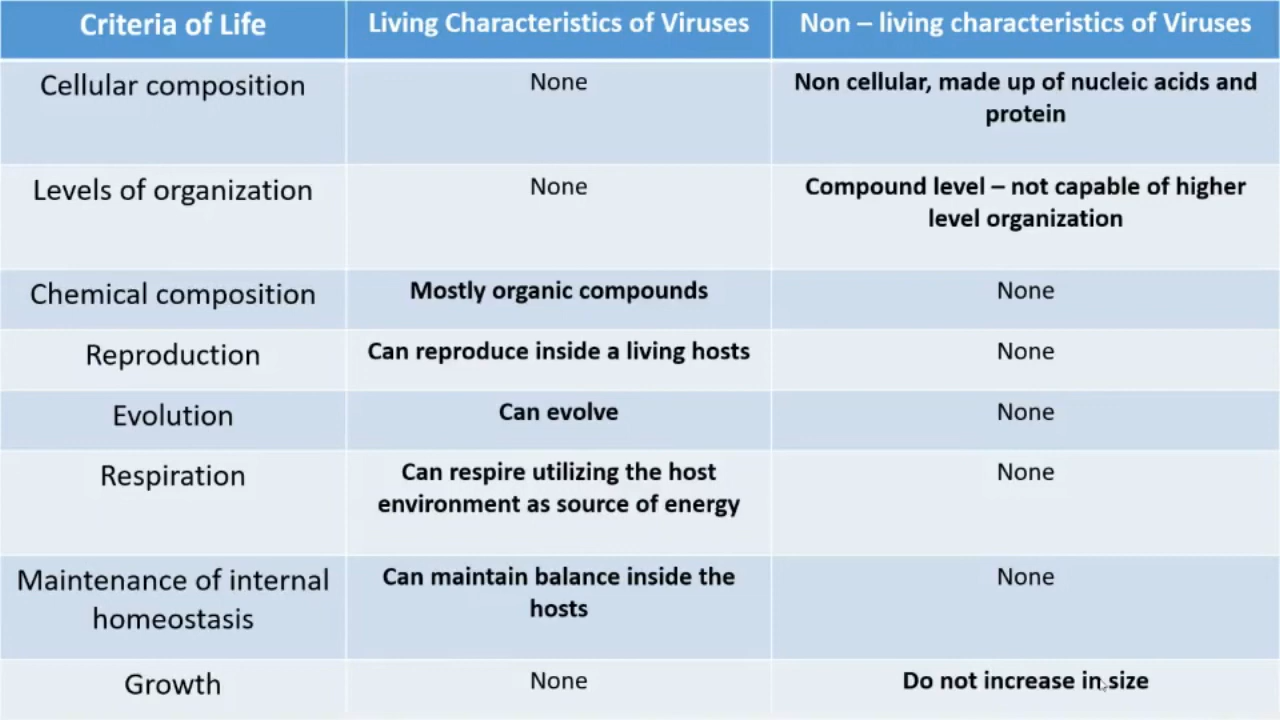 Criteria of Life
Living Characteristics of Viruses
Non – living characteristics of Viruses
Cellular composition
None
Non cellular, made up of nucleic acids and
protein
Levels of organization
None
Compound level – not capable of higher
level organization
Chemical composition
Mostly organic compounds
None
Reproduction
Can reproduce inside a living hosts
None
Evolution
Can evolve
None
Respiration
Can respire utilizing the host
environment as source of energy
None
Maintenance of internal
homeostasis
Can maintain balance inside the
hosts
None
Growth
None
Do not increase in size